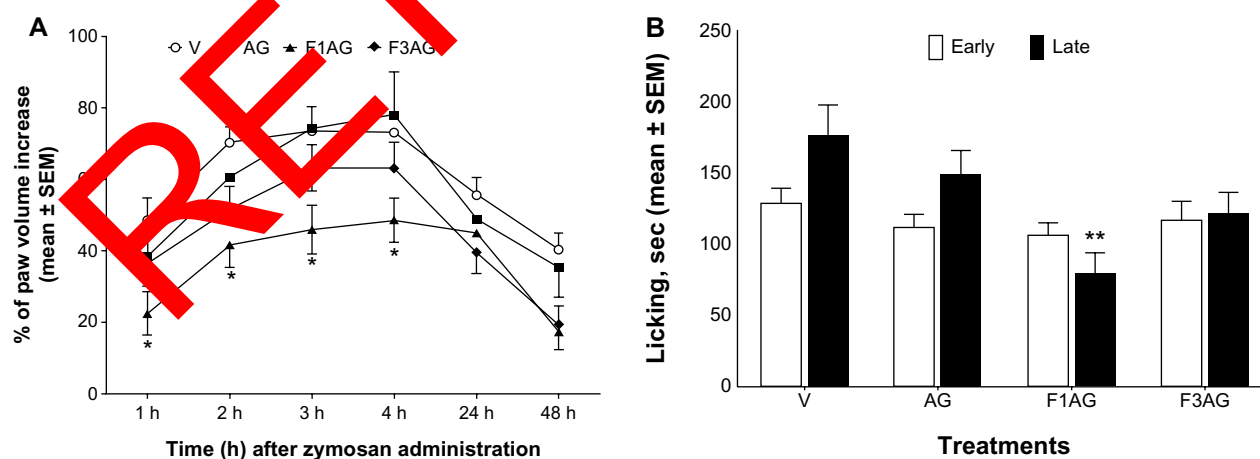 A
100
80
40
20
0
V AG F1AG F3AG
% of paw volume increase
(mean ± SEM)
*
*
*
*
1 h 2 h 3 h 4 h 24 h 48 h
Time (h) after zymosan administration
B
250
200
150
100
50
0
Early Late
Licking, sec (mean ± SEM)
**
V AG F1AG F3AG
Treatments
RE